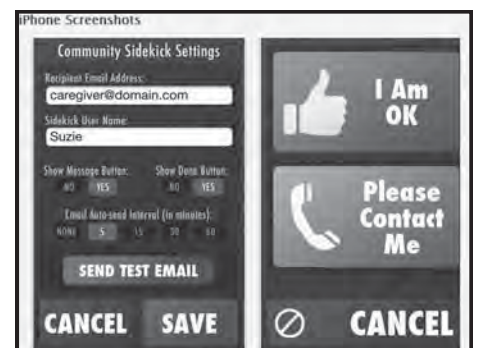 iPhone Screenshots
Community Sidekick Settings
Recipient Email Address:
caregiver@domain.com
Sidekick User Name:
Suzie
Show Message Button:
Show Done Button:
NO YES
NO YES
Email Auto-send Interval (in minutes):
NONE 5 15 30 60
SEND TEST EMAIL
CANCEL SAVE
I Am
OK
Please
Contact
Me
CANCEL